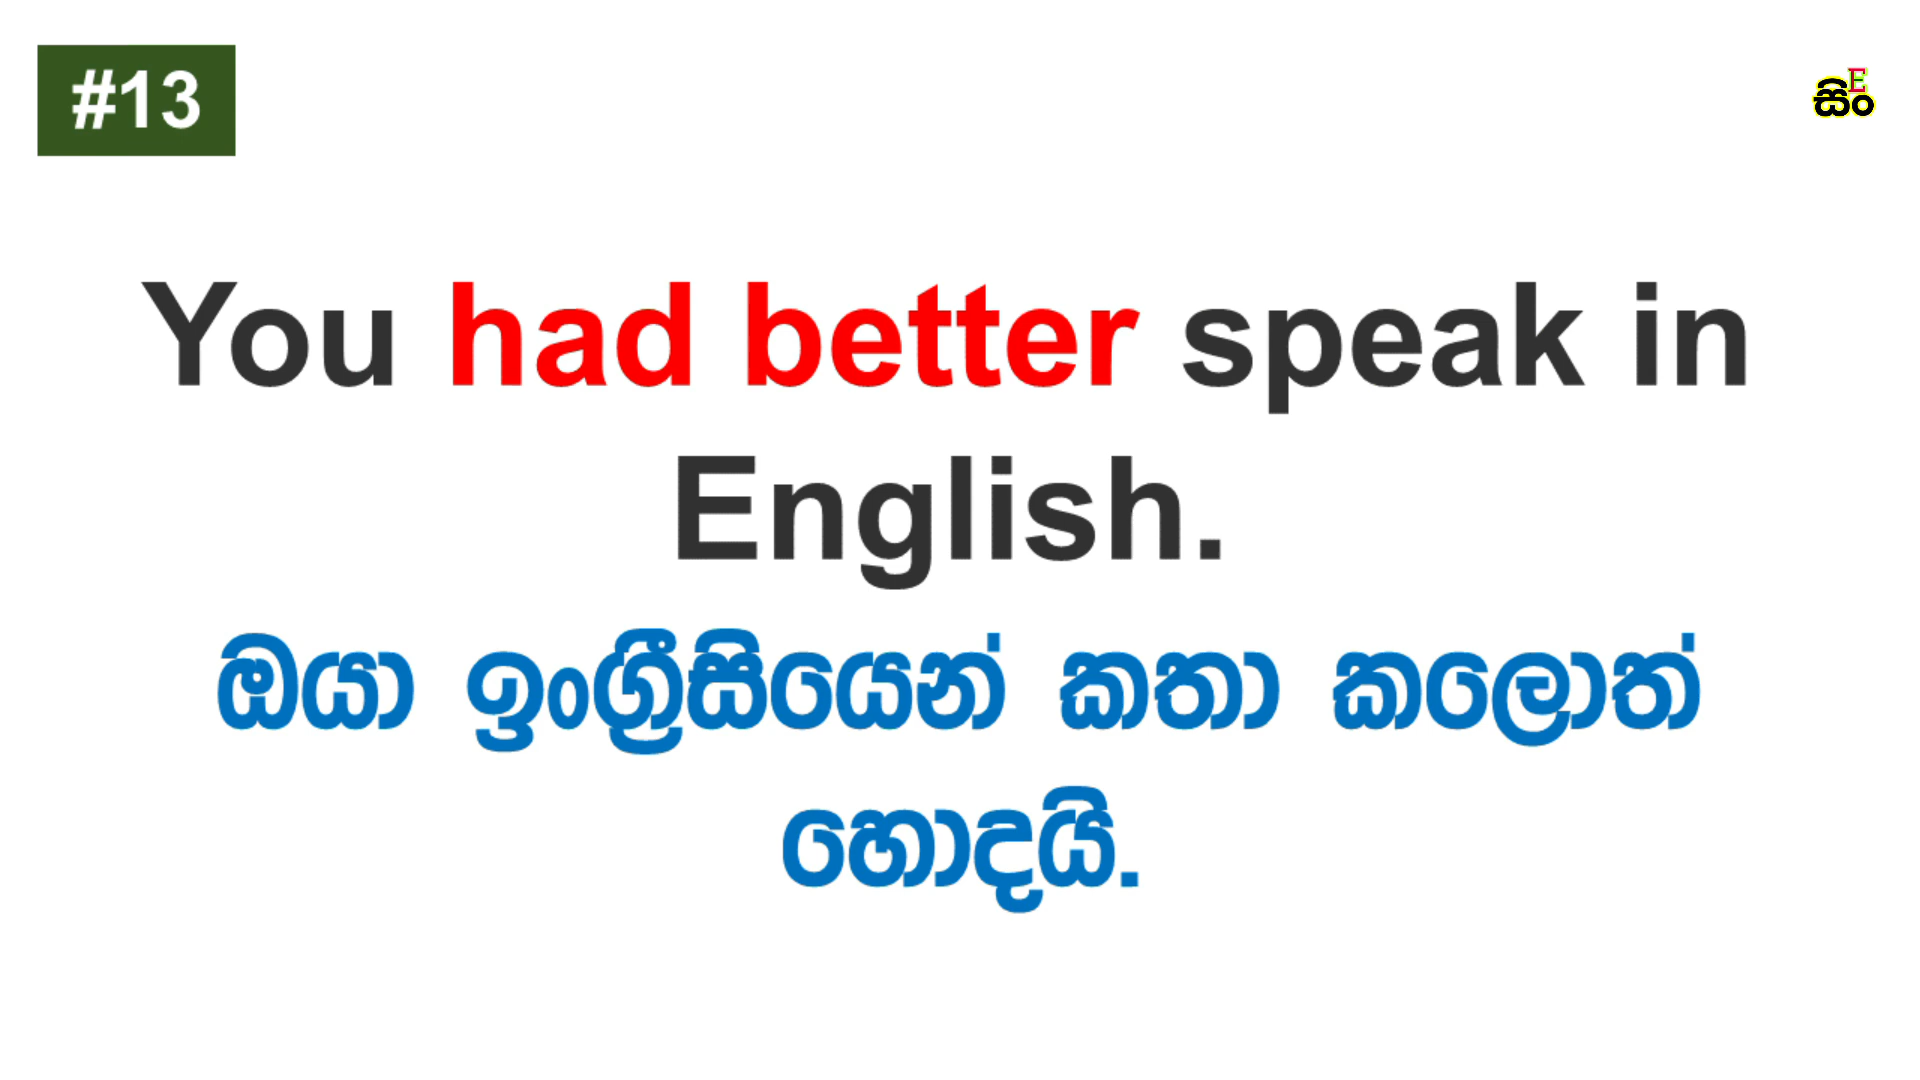 #13
සිං
E
You had better speak in
English.
ඔයා ඉංග්‍රීසියෙන් කතා කලොත්
හොදයි.